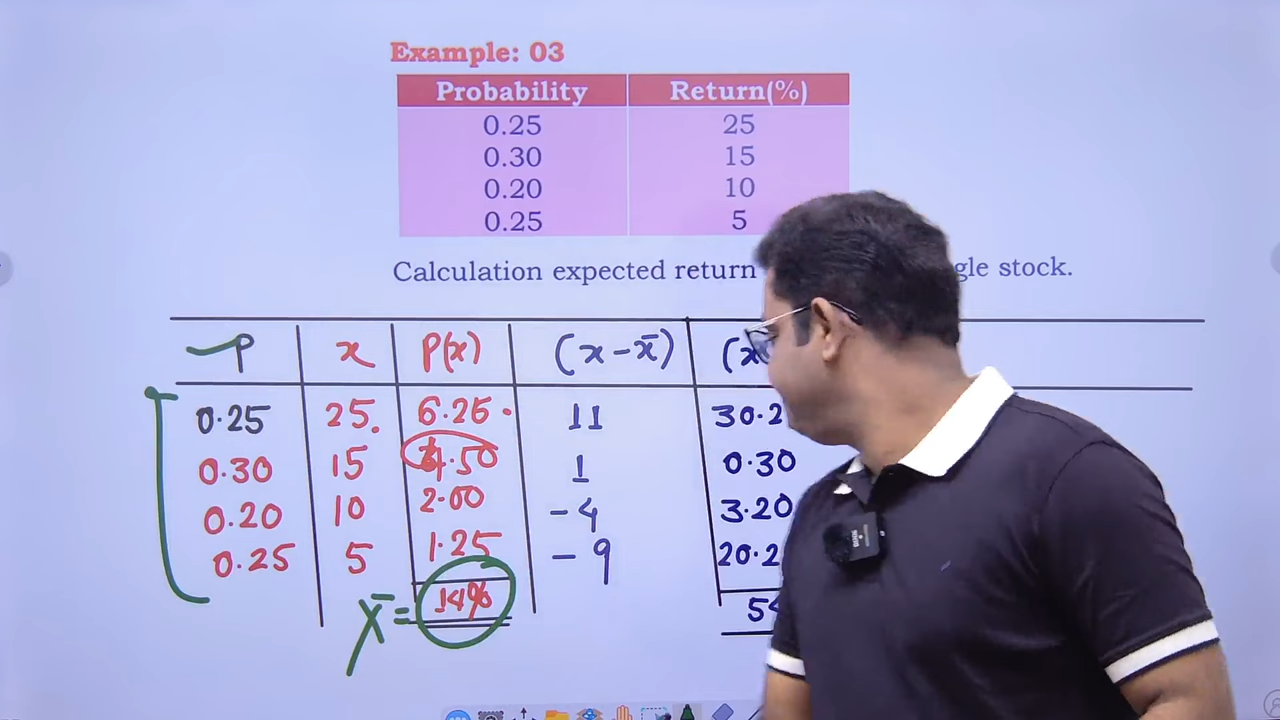 Example: 03
Probability Return(%)
0.25 25
0.30 15
0.20 10
0.25 5
Calculation expected return gle stock.
P x P(x) (x-x̄) (x
0.25 25. 6.25. 11 30.2
0.30 15 4.50 1 0.30
0.20 10 2.00 -4 3.20
0.25 5 1.25 -9 20.2
X̄= 14% 54